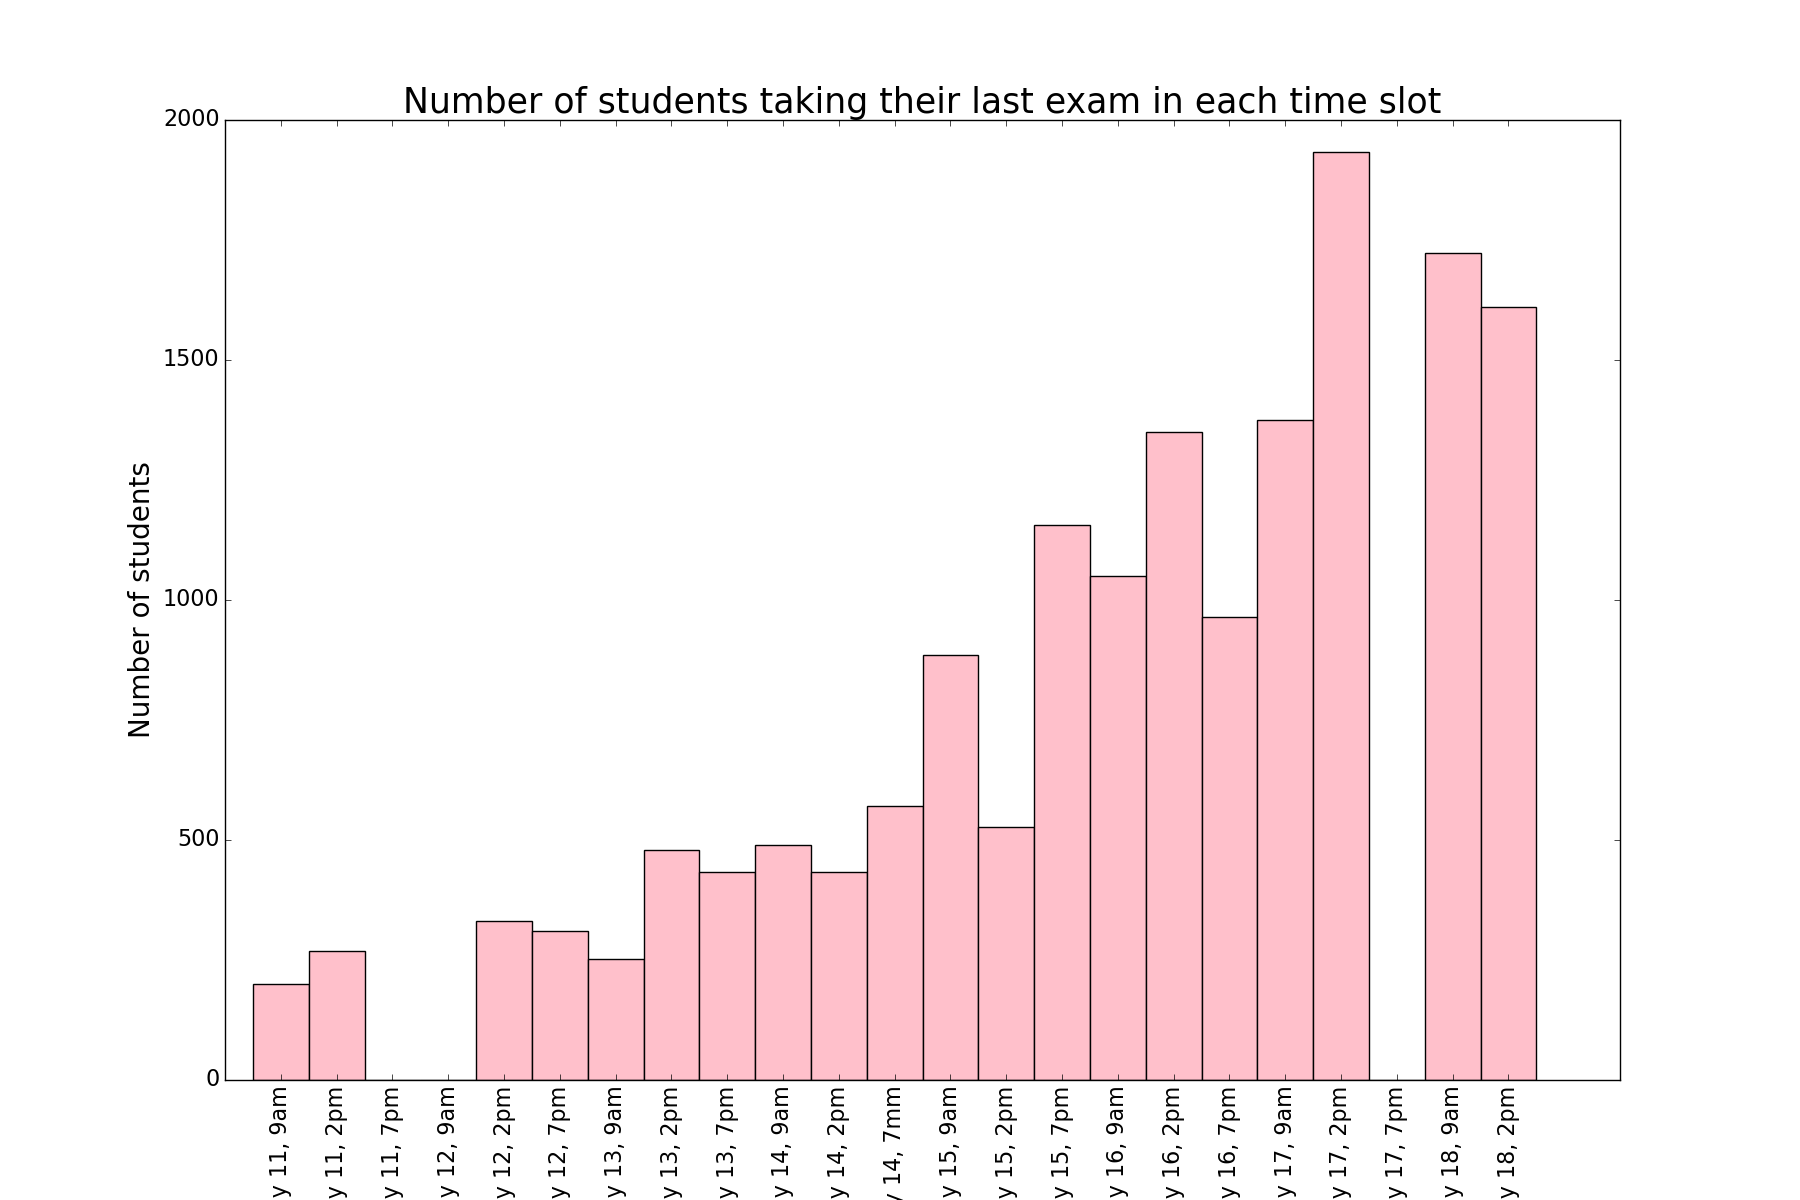 Number of students taking their last exam in each time slot
Number of students
2000
1500
1000
500
0
y 11, 9am
y 11, 2pm
y 11, 7pm
y 12, 9am
y 12, 2pm
y 12, 7pm
y 13, 9am
y 13, 2pm
y 13, 7pm
y 14, 9am
y 14, 2pm
y 14, 7mm
y 15, 9am
y 15, 2pm
y 15, 7pm
y 16, 9am
y 16, 2pm
y 16, 7pm
y 17, 9am
y 17, 2pm
y 17, 7pm
y 18, 9am
y 18, 2pm